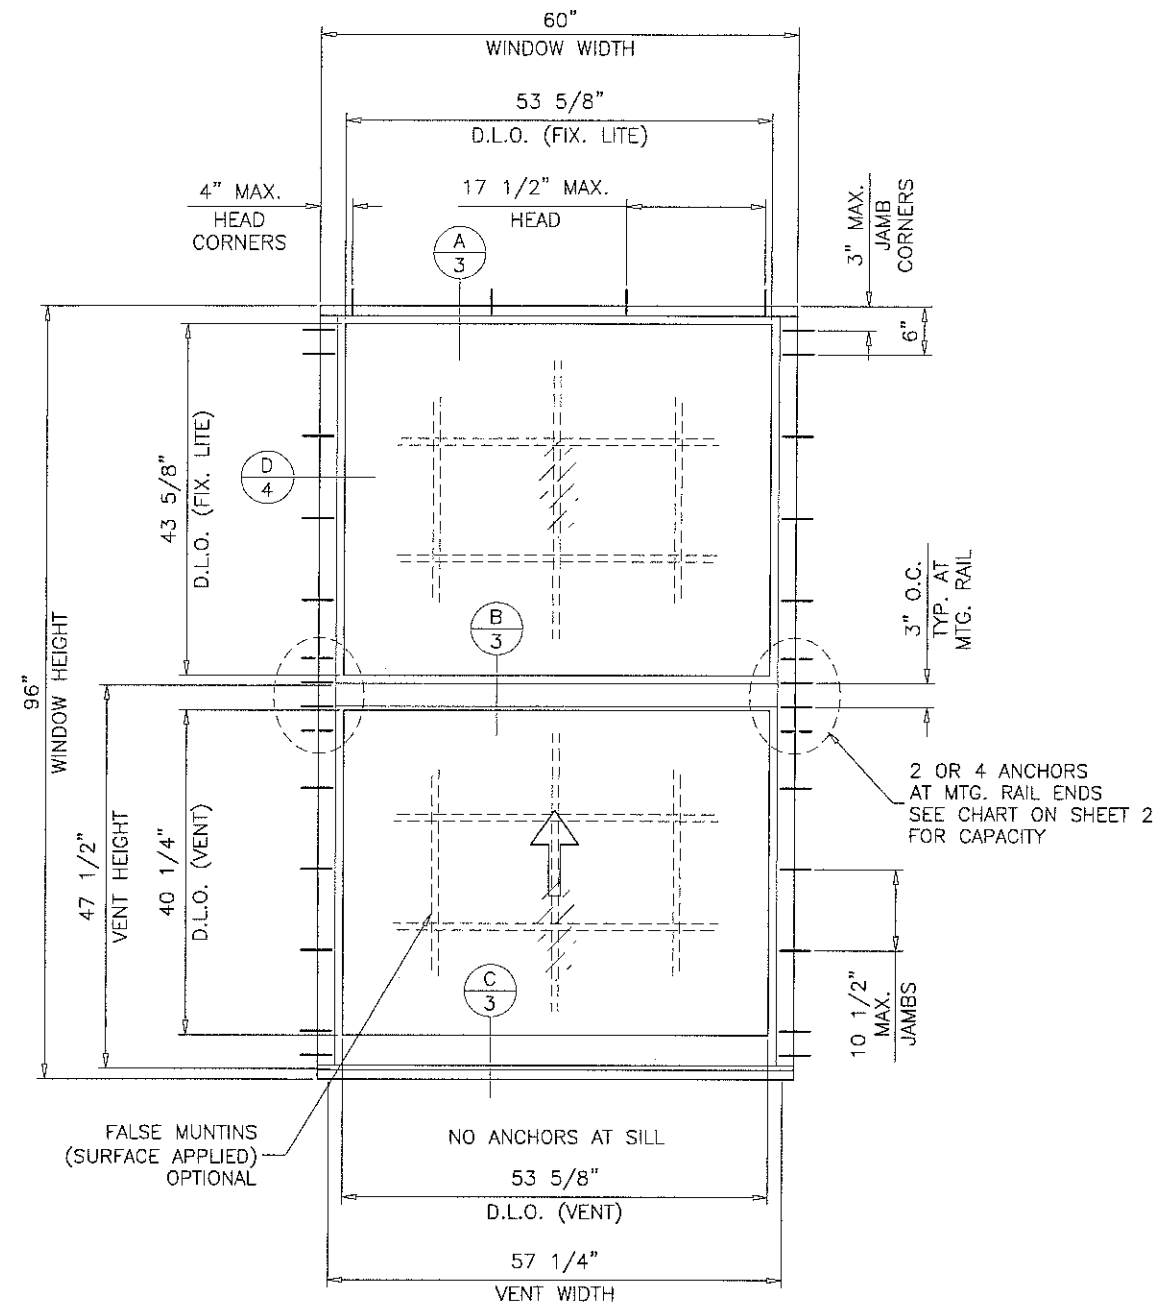 60"
WINDOW WIDTH
53 5/8"
D.L.O. (FIX. LITE)
4" MAX.
HEAD
CORNERS
17 1/2" MAX.
HEAD
3" MAX.
JAMB
CORNERS
A
3
6"
43 5/8"
D.L.O. (FIX. LITE)
D
4
B
3
3" O.C.
TYP. AT
MTG. RAIL
96"
WINDOW HEIGHT
2 OR 4 ANCHORS
AT MTG. RAIL ENDS
SEE CHART ON SHEET 2
FOR CAPACITY
47 1/2"
VENT HEIGHT
40 1/4"
D.L.O. (VENT)
C
3
10 1/2"
MAX.
JAMBS
FALSE MUNTINS
(SURFACE APPLIED)
OPTIONAL
NO ANCHORS AT SILL
53 5/8"
D.L.O. (VENT)
57 1/4"
VENT WIDTH